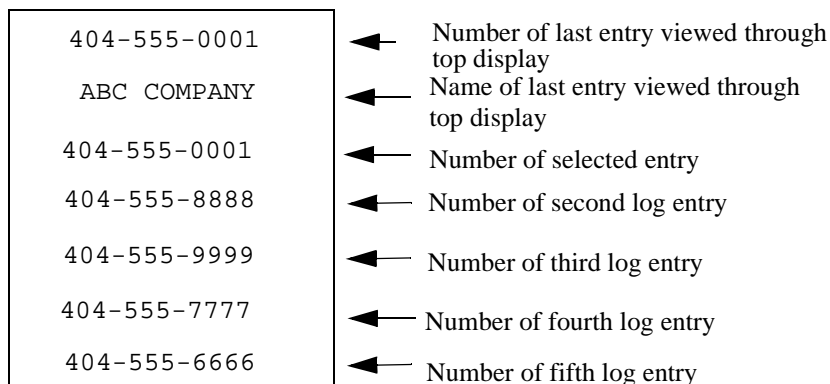 404-555-0001
Number of last entry viewed through
top display
ABC COMPANY
Name of last entry viewed through
top display
404-555-0001
Number of selected entry
404-555-8888
Number of second log entry
404-555-9999
Number of third log entry
404-555-7777
Number of fourth log entry
404-555-6666
Number of fifth log entry